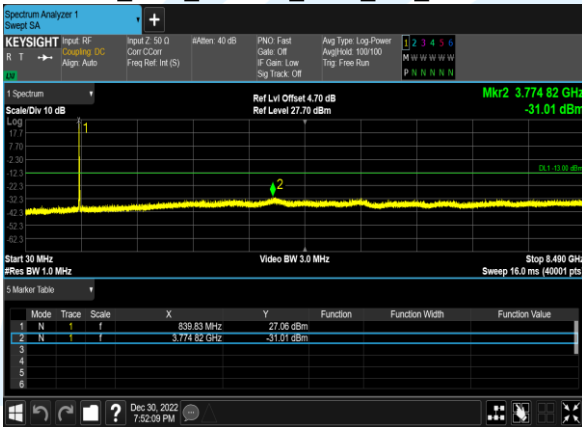 Spectrum Analyzer 1
Swept SA
+
KEYSIGHT Input: RF Input Z: 50 Ω #Atten: 40 dB PNO: Fast Avg Type: Log-Power 1 2 3 4 5 6
R T Coupling: DC Corr CCorr Gate: Off Avg|Hold: 100/100 M W W W W W
Align: Auto Freq Ref: Int (S) IF Gain: Low Trig: Free Run
LU Sig Track: Off P N N N N N
1 Spectrum Ref Lvl Offset 4.70 dB Mkr2 3.774 82 GHz
Scale/Div 10 dB Ref Level 27.70 dBm -31.01 dBm
Log
1
17.7
7.70
-2.30
-12.3 DL1 -13.00 dBm
-22.3 2
-32.3
-42.3
-52.3
-62.3
Start 30 MHz Video BW 3.0 MHz Stop 8.490 GHz
#Res BW 1.0 MHz Sweep 16.0 ms (40001 pts
5 Marker Table
Mode Trace Scale X Y Function Function Width Function Value
1 N 1 f 839.83 MHz 27.06 dBm
2 N 1 f 3.774 82 GHz -31.01 dBm
3
4
5
6
? Dec 30, 2022
7:52:09 PM